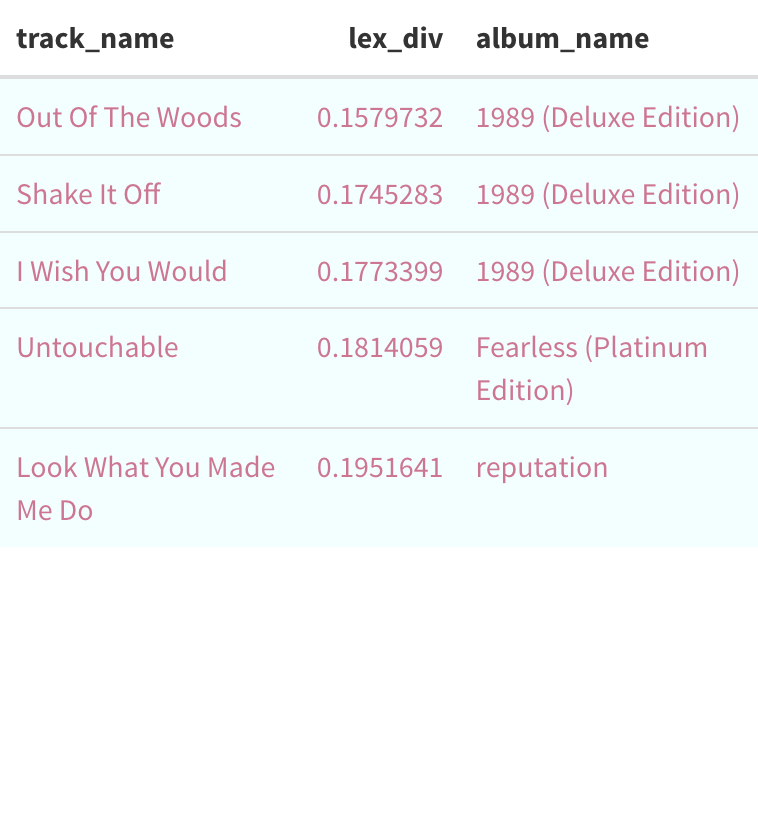 track_name lex_div album_name
Out Of The Woods 0.1579732 1989 (Deluxe Edition)
Shake It Off 0.1745283 1989 (Deluxe Edition)
I Wish You Would 0.1773399 1989 (Deluxe Edition)
Untouchable 0.1814059 Fearless (Platinum
Edition)
Look What You Made 0.1951641 reputation
Me Do